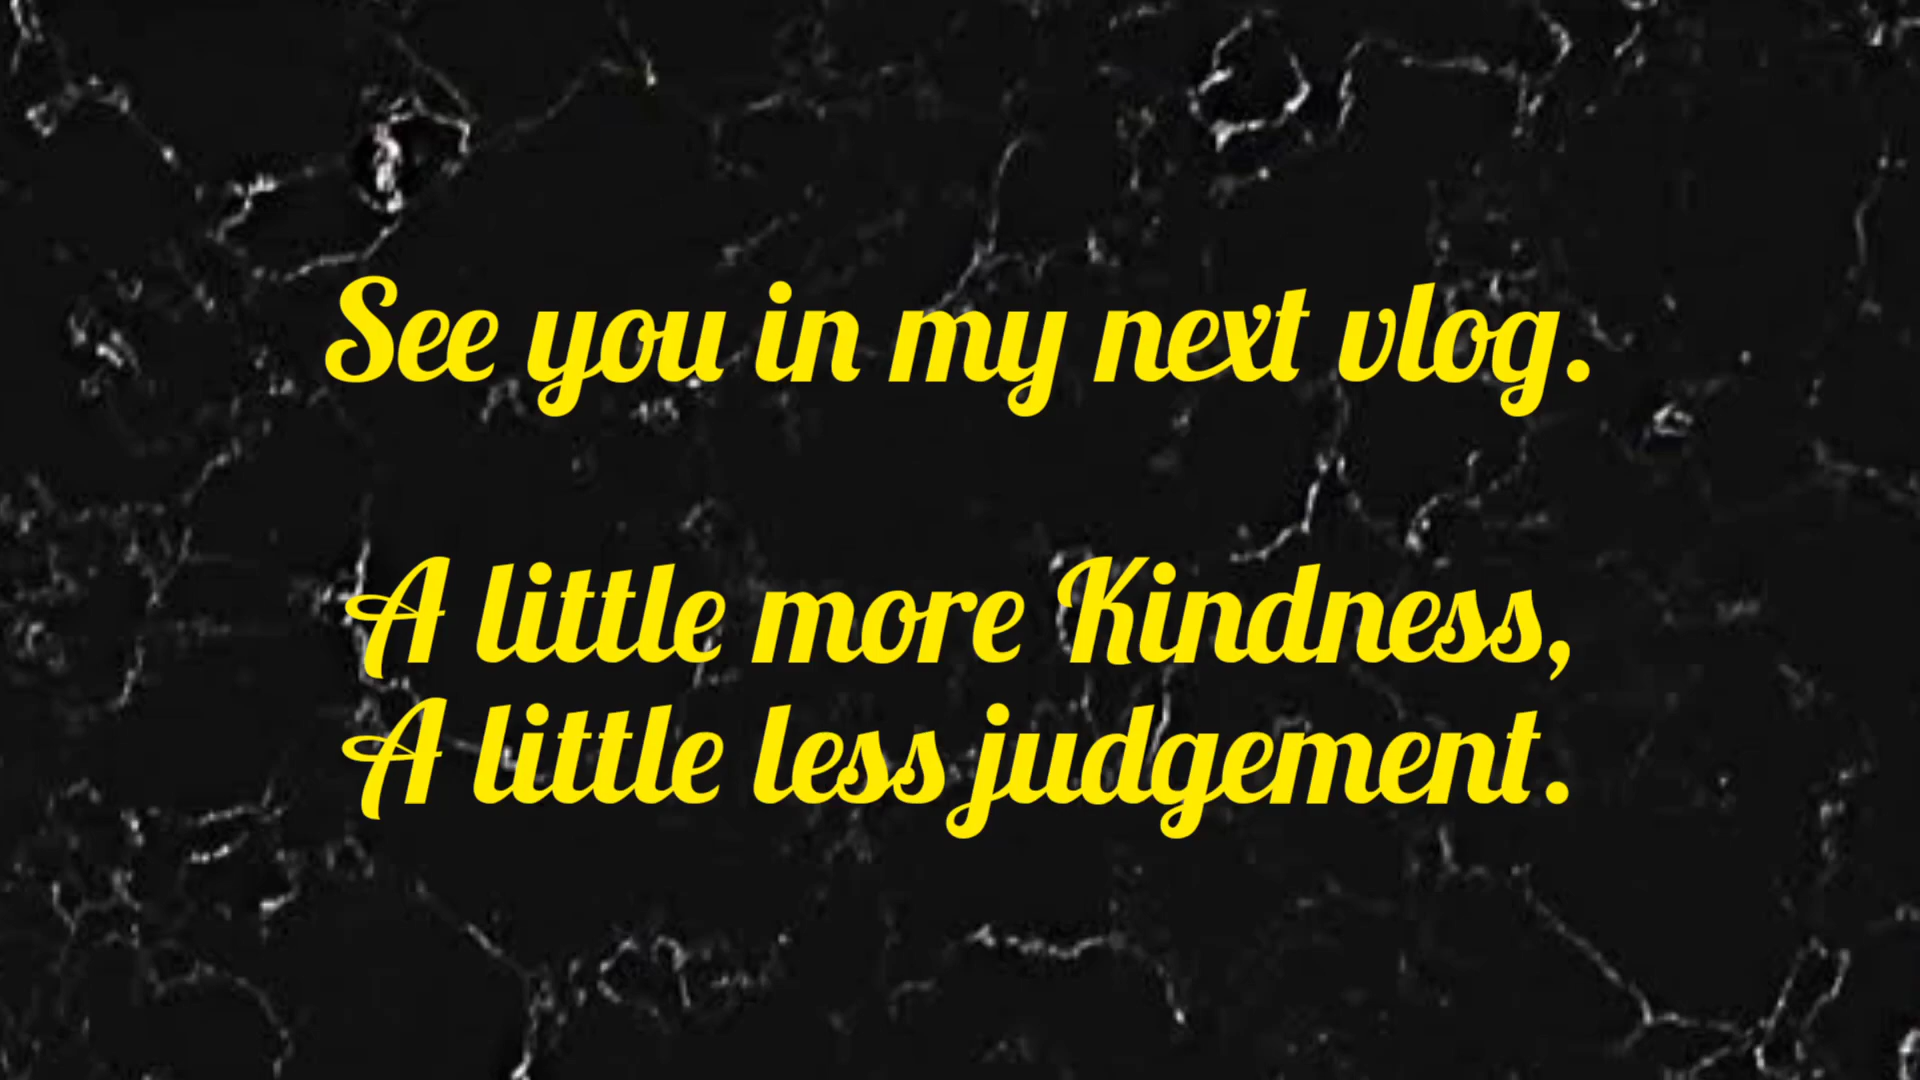 See you in my next vlog.
A little more Kindness,
A little less judgement.